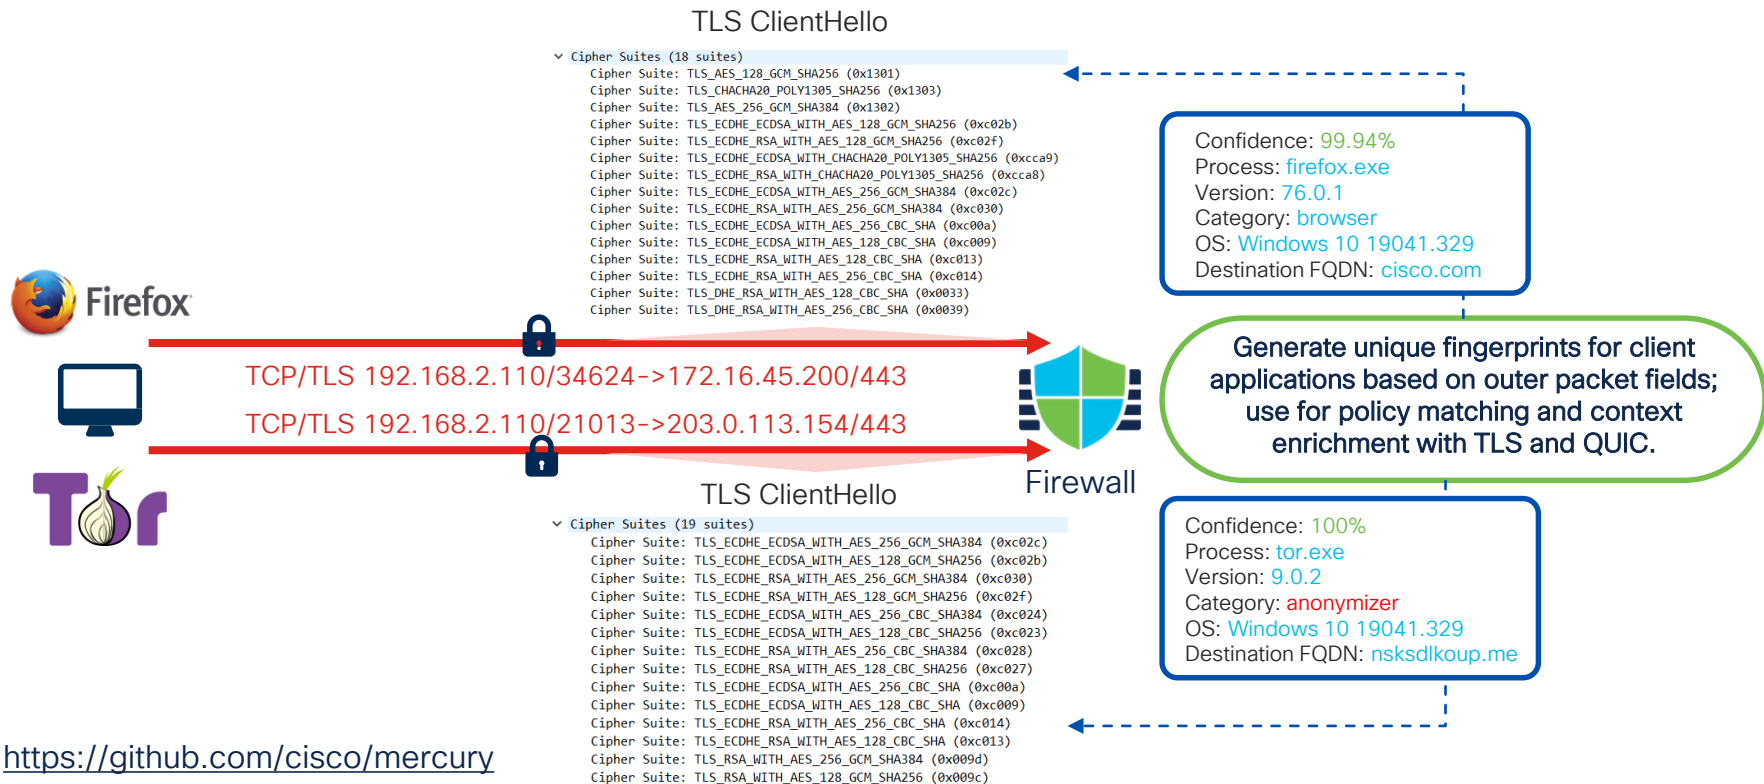 TLS ClientHello
Cipher Suites (18 suites)
Cipher Suite: TLS_AES_128_GCM_SHA256 (0x1301)
Cipher Suite: TLS_CHACHA20_POLY1305_SHA256 (0x1303)
Cipher Suite: TLS_AES_256_GCM_SHA384 (0x1302)
Cipher Suite: TLS_ECDHE_ECDSA_WITH_AES_128_GCM_SHA256 (0xc02b)
Cipher Suite: TLS_ECDHE_RSA_WITH_AES_128_GCM_SHA256 (0xc02f)
Cipher Suite: TLS_ECDHE_ECDSA_WITH_CHACHA20_POLY1305_SHA256 (0xcca9)
Cipher Suite: TLS_ECDHE_RSA_WITH_CHACHA20_POLY1305_SHA256 (0xcca8)
Cipher Suite: TLS_ECDHE_ECDSA_WITH_AES_256_GCM_SHA384 (0xc02c)
Cipher Suite: TLS_ECDHE_RSA_WITH_AES_256_GCM_SHA384 (0xc030)
Cipher Suite: TLS_ECDHE_ECDSA_WITH_AES_256_CBC_SHA (0xc00a)
Cipher Suite: TLS_ECDHE_ECDSA_WITH_AES_128_CBC_SHA (0xc009)
Cipher Suite: TLS_ECDHE_RSA_WITH_AES_128_CBC_SHA (0xc013)
Cipher Suite: TLS_ECDHE_RSA_WITH_AES_256_CBC_SHA (0xc014)
Cipher Suite: TLS_DHE_RSA_WITH_AES_128_CBC_SHA (0x0033)
Cipher Suite: TLS_DHE_RSA_WITH_AES_256_CBC_SHA (0x0039)
Confidence: 99.94%
Process: firefox.exe
Version: 76.0.1
Category: browser
OS: Windows 10 19041.329
Destination FQDN: cisco.com
Firefox
TCP/TLS 192.168.2.110/34624->172.16.45.200/443
TCP/TLS 192.168.2.110/21013->203.0.113.154/443
Firewall
Generate unique fingerprints for client
applications based on outer packet fields;
use for policy matching and context
enrichment with TLS and QUIC.
Tor
TLS ClientHello
Cipher Suites (19 suites)
Cipher Suite: TLS_ECDHE_ECDSA_WITH_AES_256_GCM_SHA384 (0xc02c)
Cipher Suite: TLS_ECDHE_ECDSA_WITH_AES_128_GCM_SHA256 (0xc02b)
Cipher Suite: TLS_ECDHE_RSA_WITH_AES_256_GCM_SHA384 (0xc030)
Cipher Suite: TLS_ECDHE_RSA_WITH_AES_128_GCM_SHA256 (0xc02f)
Cipher Suite: TLS_ECDHE_ECDSA_WITH_AES_256_CBC_SHA384 (0xc024)
Cipher Suite: TLS_ECDHE_ECDSA_WITH_AES_128_CBC_SHA256 (0xc023)
Cipher Suite: TLS_ECDHE_RSA_WITH_AES_256_CBC_SHA384 (0xc028)
Cipher Suite: TLS_ECDHE_RSA_WITH_AES_128_CBC_SHA256 (0xc027)
Cipher Suite: TLS_ECDHE_ECDSA_WITH_AES_256_CBC_SHA (0xc00a)
Cipher Suite: TLS_ECDHE_ECDSA_WITH_AES_128_CBC_SHA (0xc009)
Cipher Suite: TLS_ECDHE_RSA_WITH_AES_256_CBC_SHA (0xc014)
Cipher Suite: TLS_ECDHE_RSA_WITH_AES_128_CBC_SHA (0xc013)
Cipher Suite: TLS_RSA_WITH_AES_256_GCM_SHA384 (0x009d)
Cipher Suite: TLS_RSA_WITH_AES_128_GCM_SHA256 (0x009c)
Confidence: 100%
Process: tor.exe
Version: 9.0.2
Category: anonymizer
OS: Windows 10 19041.329
Destination FQDN: nsksdlkoup.me
https://github.com/cisco/mercury